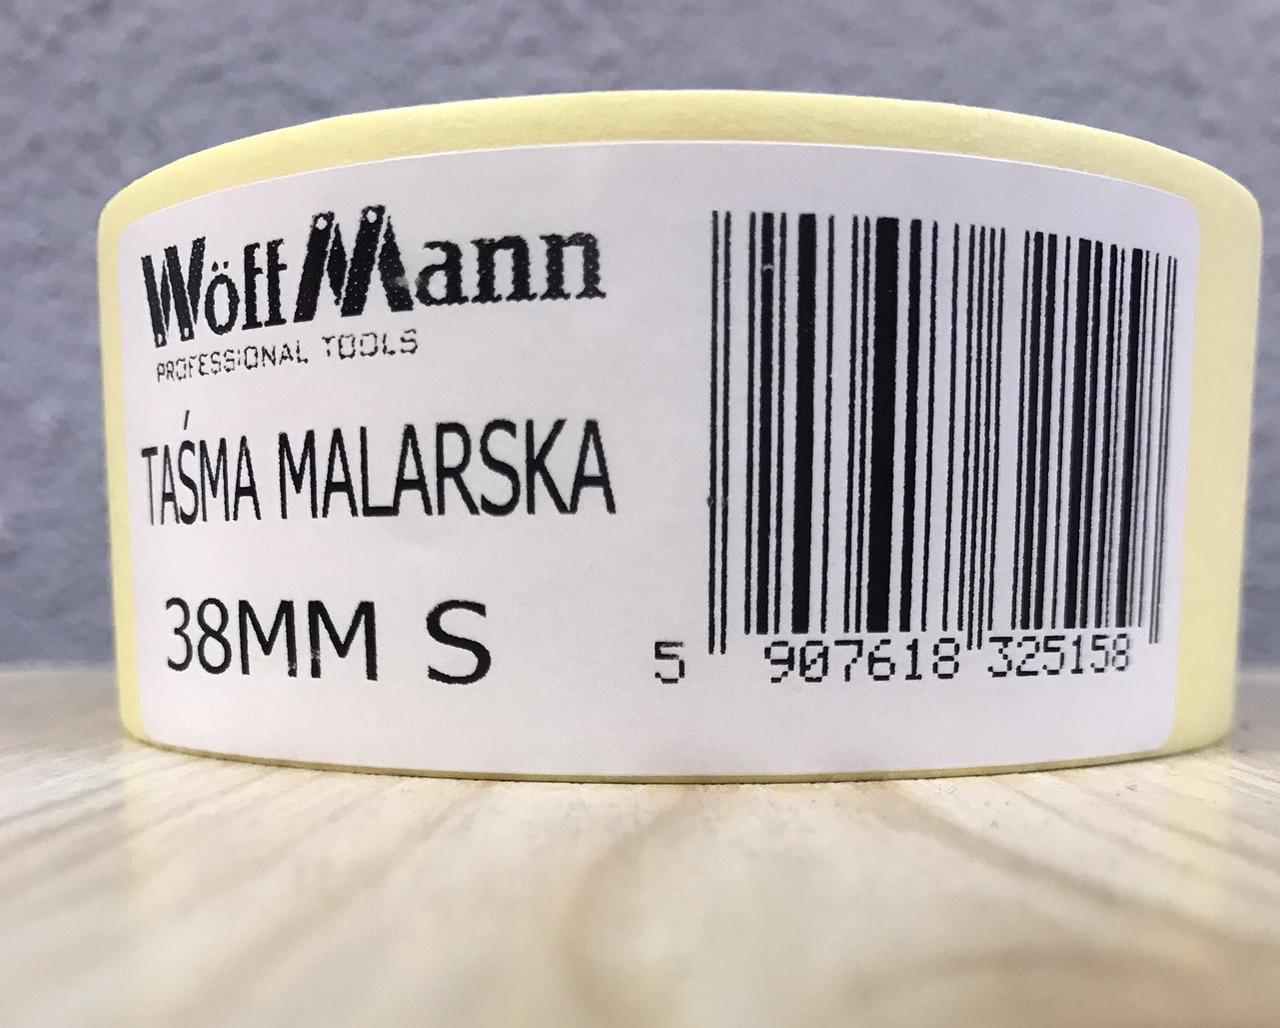 WöffMann
PROFESSIONAL TOOLS
TAŚMA MALARSKA
38MM S
5 907618 325158